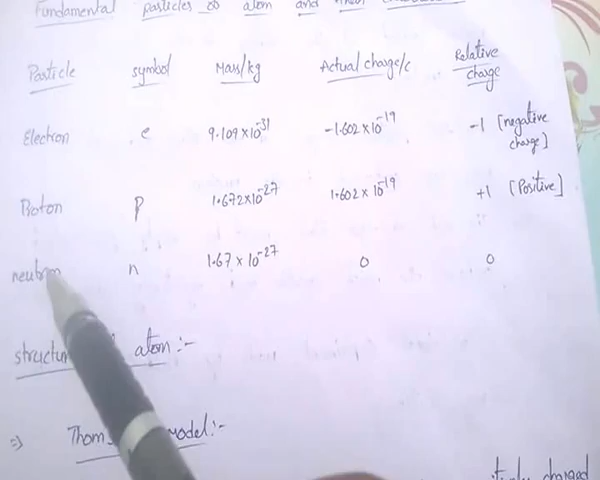 Fundamental particles of atom and their
Particle symbol Mass/kg Actual charge/c Relative charge
Electron e 9.109×10⁻³¹ -1.602×10⁻¹⁹ -1 [negative charge]
Proton p 1.672×10⁻²⁷ 1.602×10⁻¹⁹ +1 [Positive]
neutron n 1.67×10⁻²⁷ 0 0
atom:-
⇒ model:-
charged